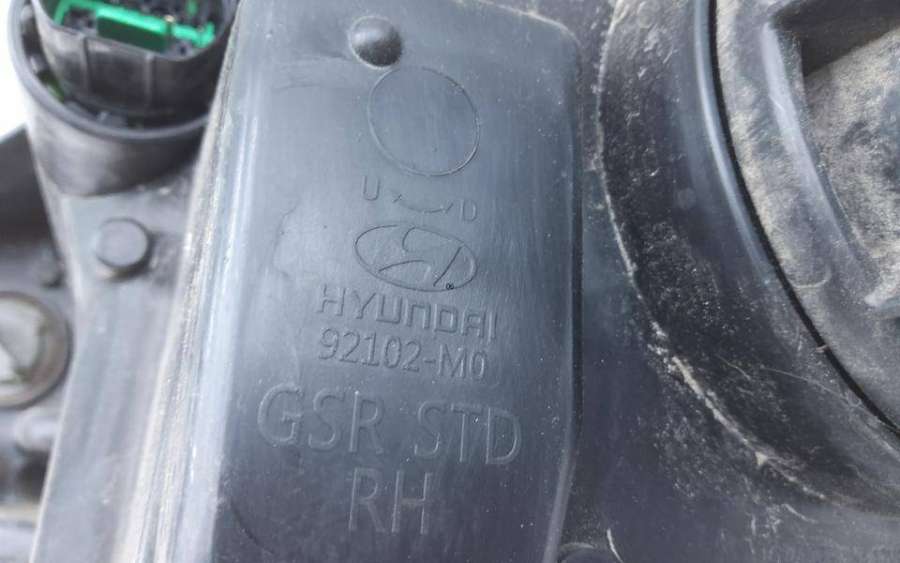 U D
HYUNDAI
92102-M0
GSR STD
RH